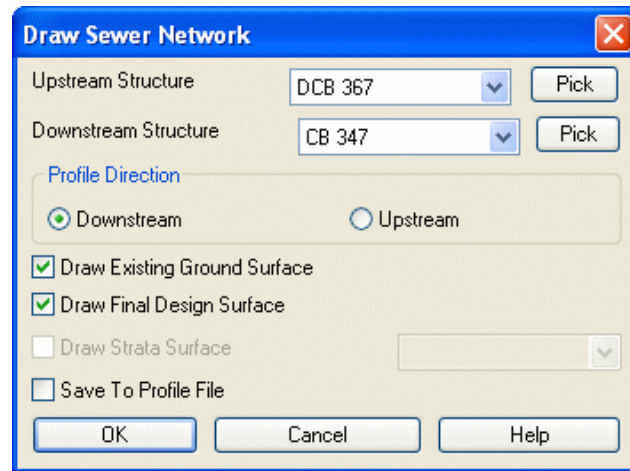 Draw Sewer Network
Upstream Structure DCB 367 Pick
Downstream Structure CB 347 Pick
Profile Direction
Downstream Upstream
Draw Existing Ground Surface
Draw Final Design Surface
Draw Strata Surface
Save To Profile File
OK Cancel Help